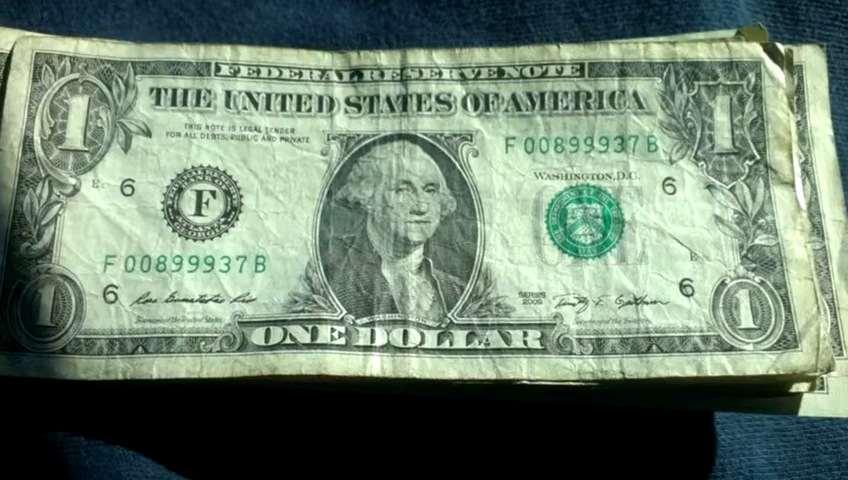 FEDERAL RESERVE NOTE
THE UNITED STATES OF AMERICA
1
1
THIS NOTE IS LEGAL TENDER
FOR ALL DEBTS, PUBLIC AND PRIVATE
F 00899937 B
WASHINGTON, D.C.
6
F
6
F 00899937 B
6
6
SERIES
2009
1
ONE DOLLAR
1